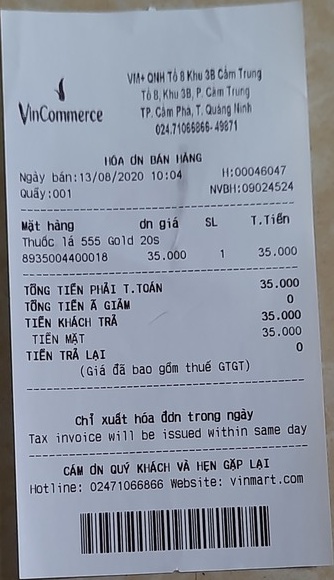 VinCommerce
VM+ QNH Tổ 8 Khu 3B Cẩm Trung
Tổ 8, Khu 3B, P. Cẩm Trung
TP. Cẩm Phả, T. Quảng Ninh
024.71066866-49871
HÓA ĐN BÁN HÀNG
Ngày bán:13/08/2020 10:04 H:00046047
Quầy:001 NVBH:09024524
Mặt hàng đn giá SL T.Tiền
Thuốc lá 555 Gold 20s
8935004400018 35.000 1 35.000
TỔNG TIỀN PHẢI T.TOÁN 35.000
TỔNG TIỀN Ã GIẢM 0
TIỀN KHÁCH TRẢ 35.000
TIỀN MẶT 35.000
TIỀN TRẢ LẠI 0
(Giá đã bao gồm thuế GTGT)
Chỉ xuất hóa đơn trong ngày
Tax invoice will be issued within same day
CẢM ƠN QUÝ KHÁCH VÀ HẸN GẶP LẠI
Hotline: 02471066866 Website: vinmart.com